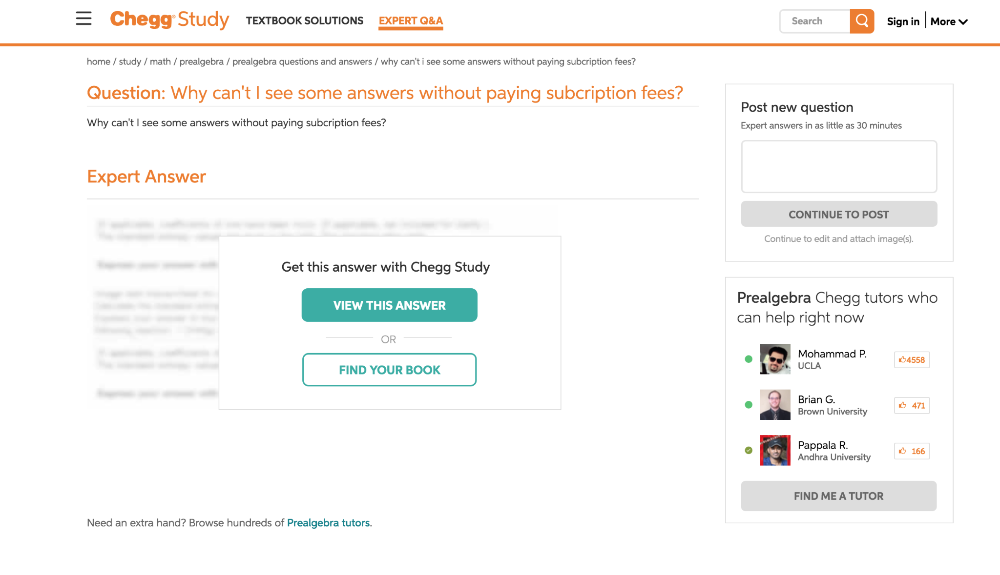 Chegg® Study TEXTBOOK SOLUTIONS EXPERT Q&A Search Sign in More
home / study / math / prealgebra / prealgebra questions and answers / why can't i see some answers without paying subcription fees?
Question: Why can't I see some answers without paying subcription fees?
Why can't I see some answers without paying subcription fees?
Expert Answer
Get this answer with Chegg Study
VIEW THIS ANSWER
OR
FIND YOUR BOOK
Need an extra hand? Browse hundreds of Prealgebra tutors.
Post new question
Expert answers in as little as 30 minutes
CONTINUE TO POST
Continue to edit and attach image(s).
Prealgebra Chegg tutors who
can help right now
Mohammad P.
UCLA
4558
Brian G.
Brown University
471
Pappala R.
Andhra University
166
FIND ME A TUTOR